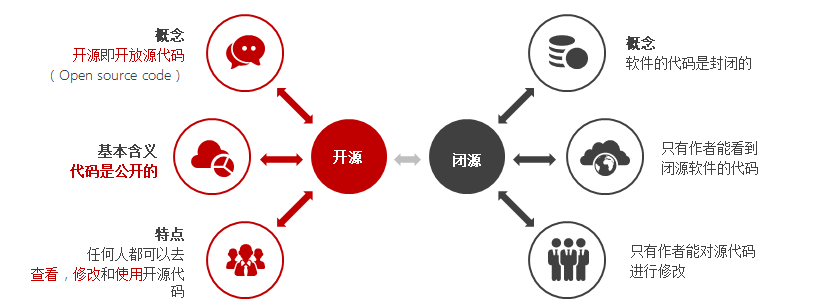 概念
开源即开放源代码
（Open source code）
基本含义
代码是公开的
特点
任何人都可以去
查看，修改和使用开源代
码
开源
闭源
概念
软件的代码是封闭的
只有作者能看到
闭源软件的代码
只有作者能对源代码
进行修改